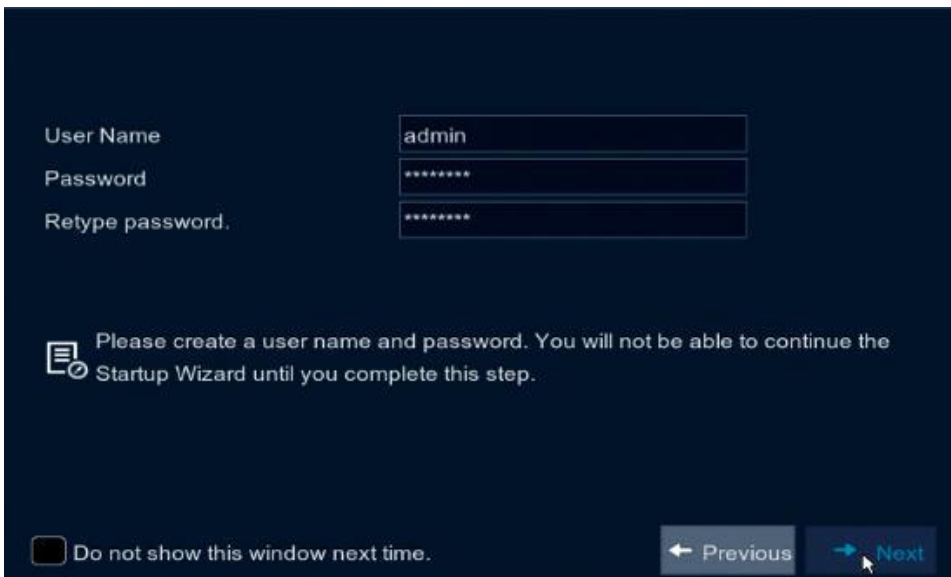 User Name
admin
Password
********
Retype password.
********
Please create a user name and password. You will not be able to continue the
Startup Wizard until you complete this step.
Do not show this window next time.
Previous
Next